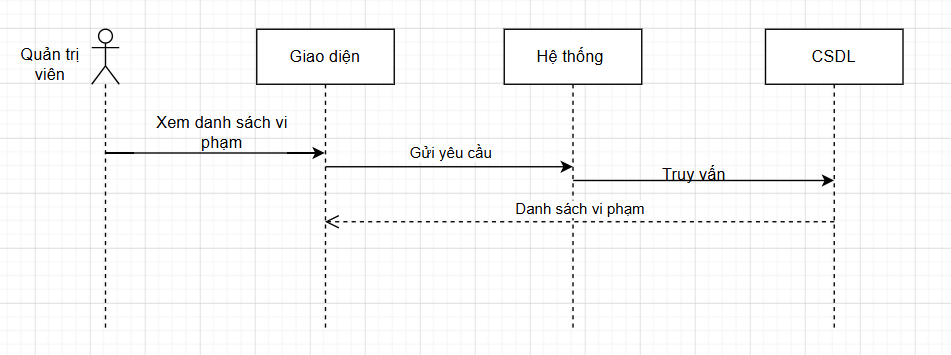 Quản trị
viên
Giao diện
Hệ thống
CSDL
Xem danh sách vi
phạm
Gửi yêu cầu
Truy vấn
Danh sách vi phạm